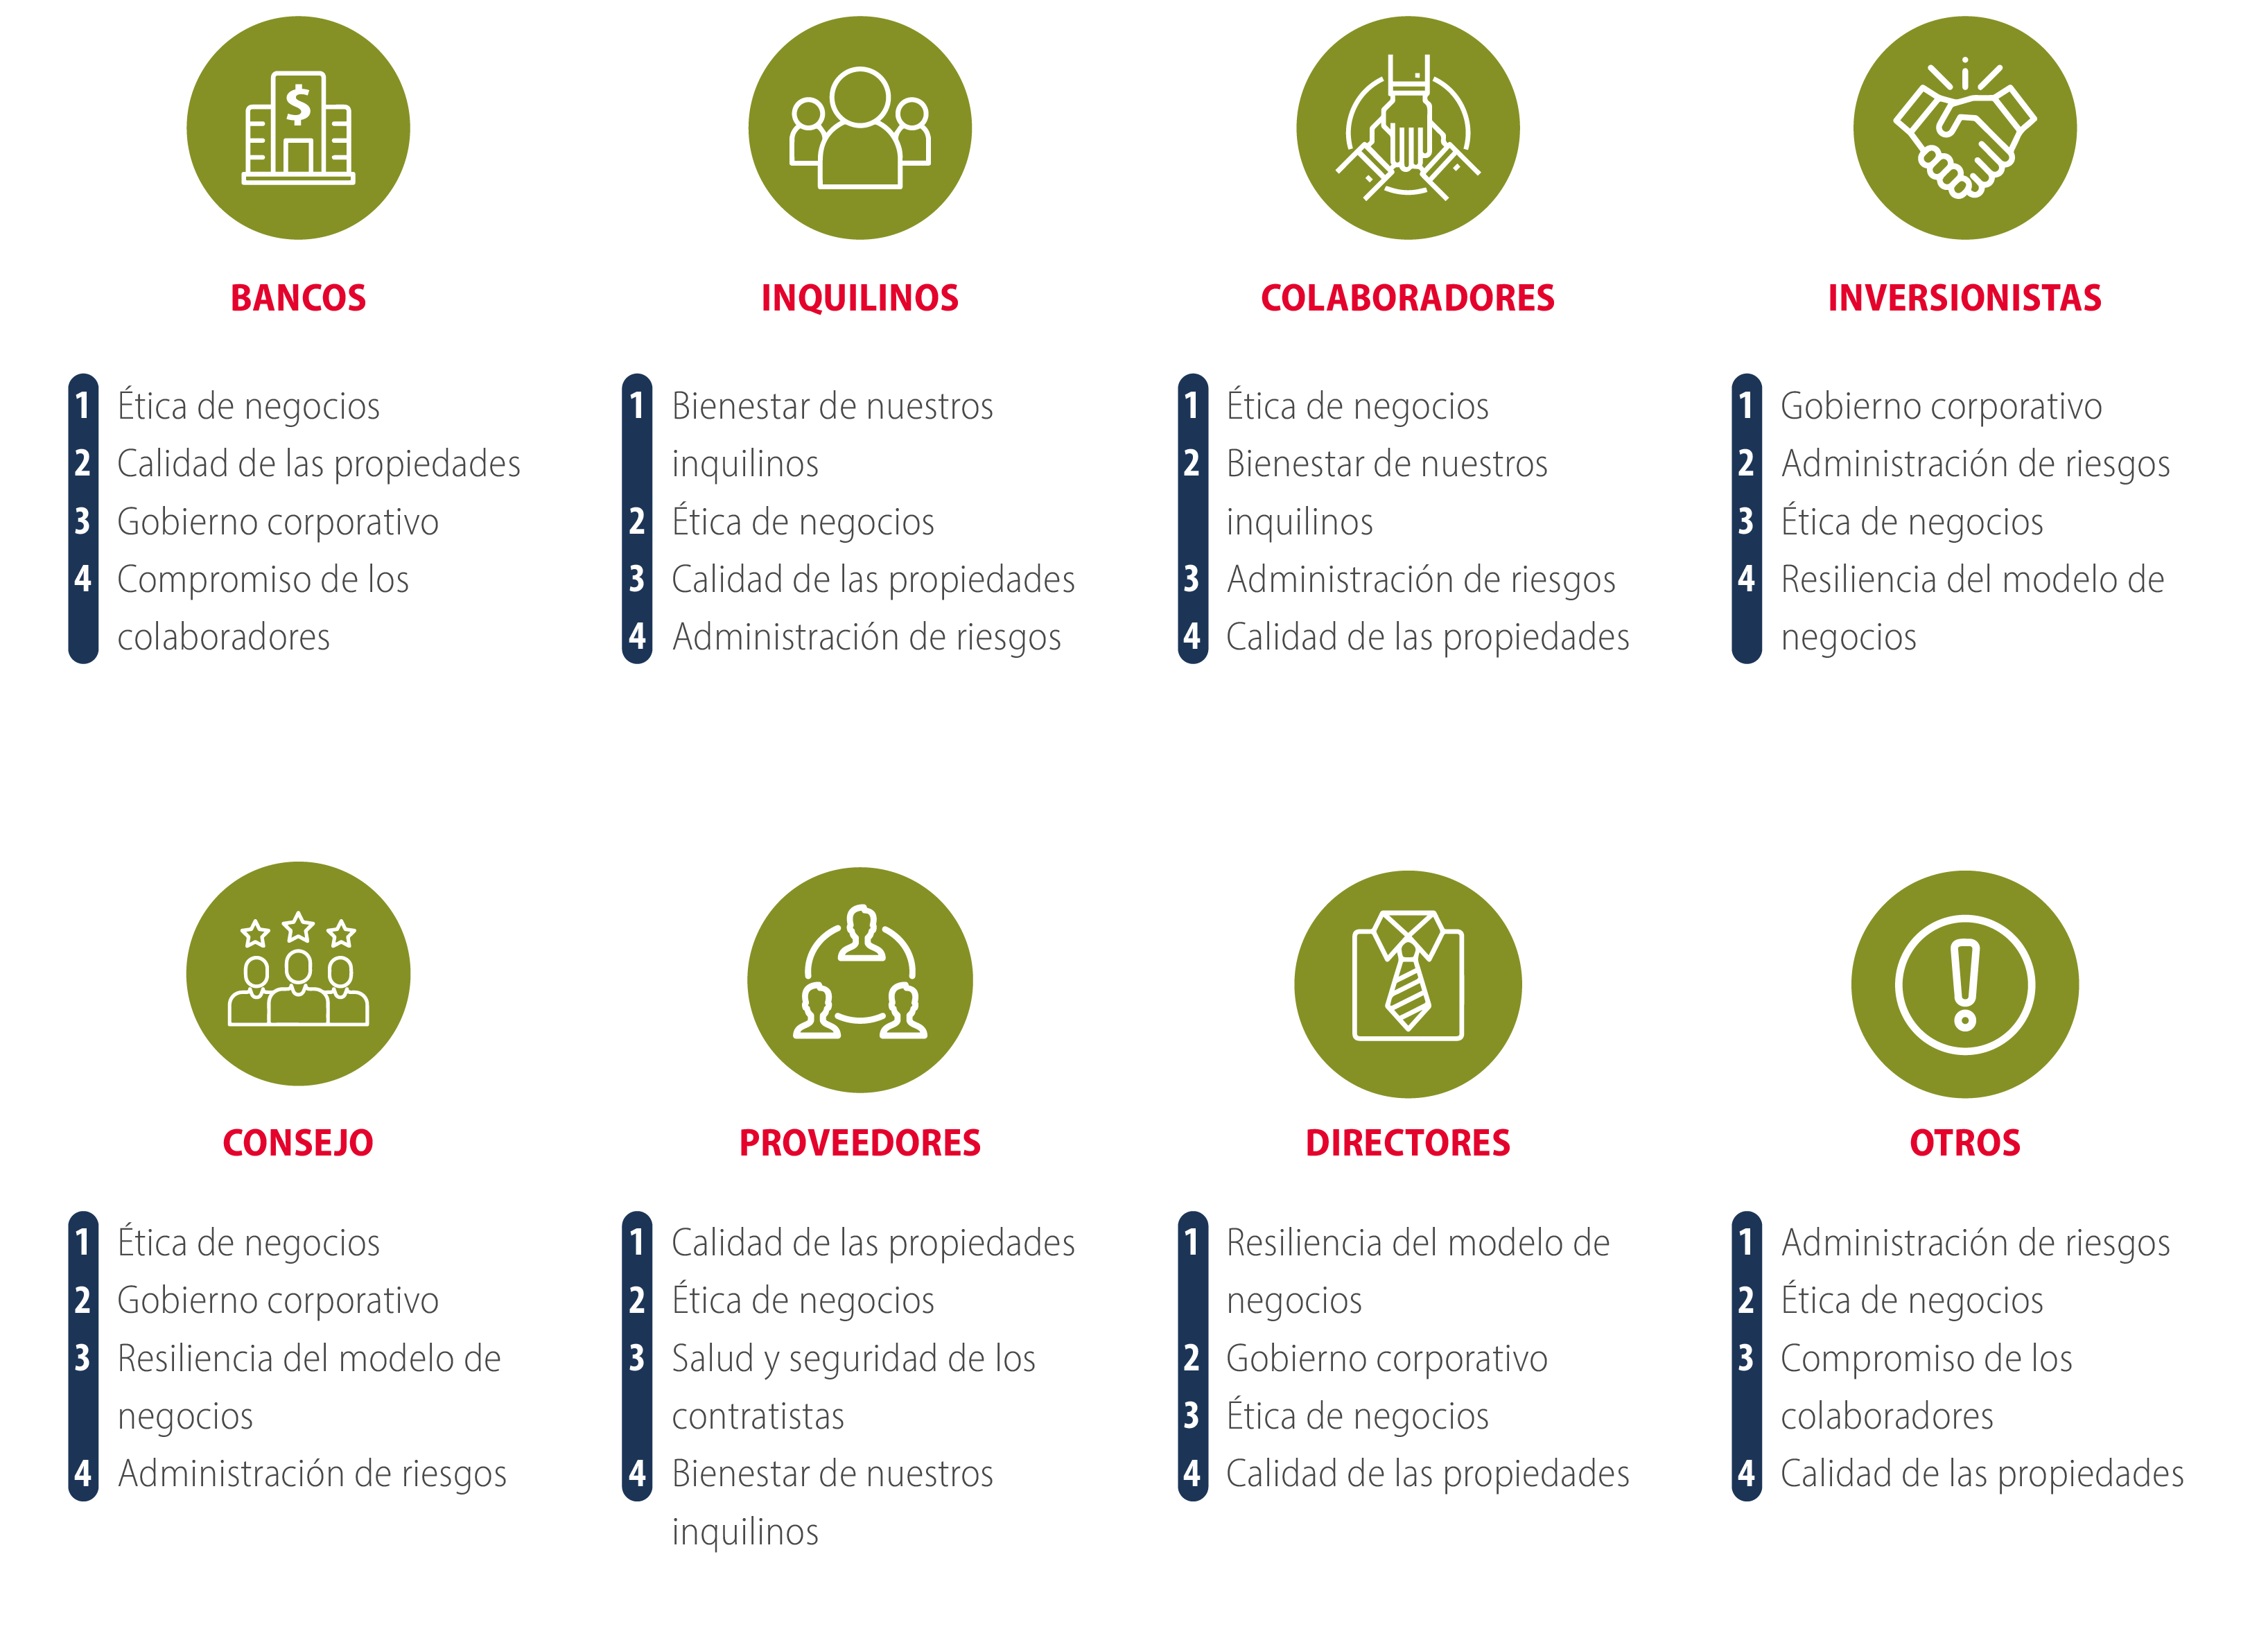 $
BANCOS
1 Ética de negocios
2 Calidad de las propiedades
3 Gobierno corporativo
4 Compromiso de los
colaboradores
INQUILINOS
1 Bienestar de nuestros
inquilinos
2 Ética de negocios
3 Calidad de las propiedades
4 Administración de riesgos
COLABORADORES
1 Ética de negocios
2 Bienestar de nuestros
inquilinos
3 Administración de riesgos
4 Calidad de las propiedades
INVERSIONISTAS
1 Gobierno corporativo
2 Administración de riesgos
3 Ética de negocios
4 Resiliencia del modelo de
negocios
CONSEJO
1 Ética de negocios
2 Gobierno corporativo
3 Resiliencia del modelo de
negocios
4 Administración de riesgos
PROVEEDORES
1 Calidad de las propiedades
2 Ética de negocios
3 Salud y seguridad de los
contratistas
4 Bienestar de nuestros
inquilinos
DIRECTORES
1 Resiliencia del modelo de
negocios
2 Gobierno corporativo
3 Ética de negocios
4 Calidad de las propiedades
OTROS
1 Administración de riesgos
2 Ética de negocios
3 Compromiso de los
colaboradores
4 Calidad de las propiedades